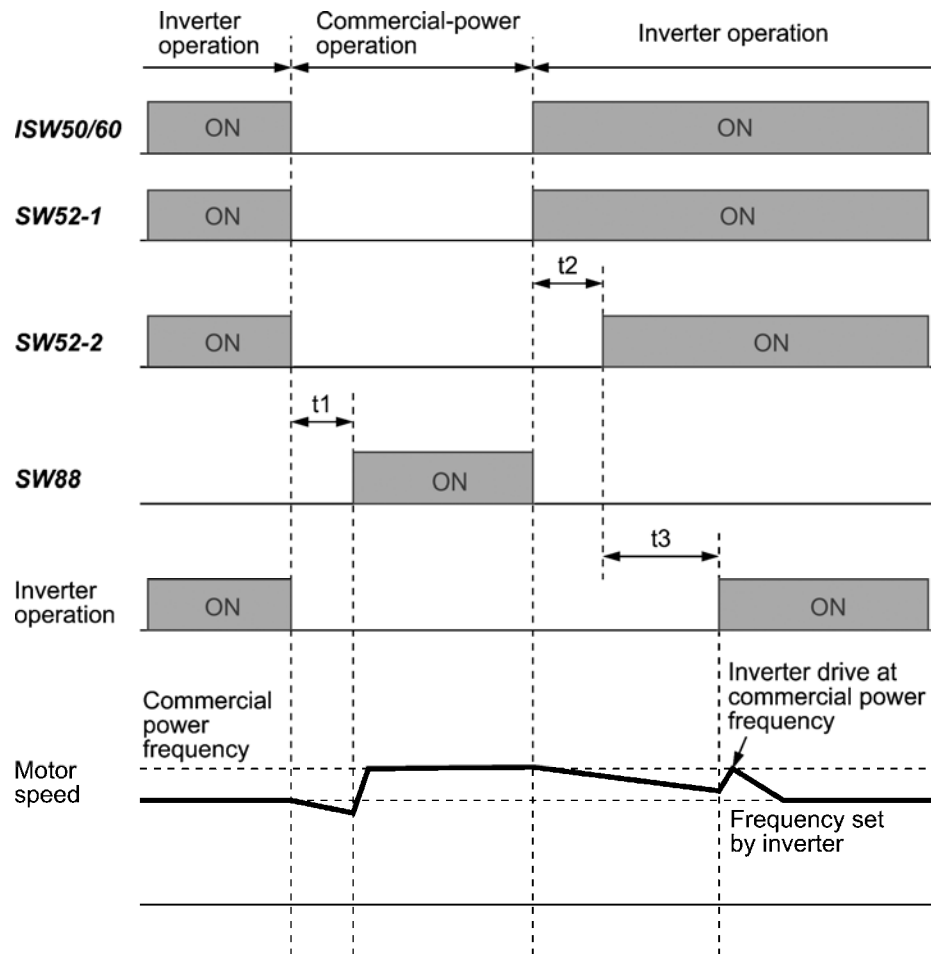 Inverter
operation
Commercial-power
operation
Inverter operation
ISW50/60
ON
ON
SW52-1
ON
ON
t2
SW52-2
ON
ON
t1
SW88
ON
t3
Inverter
operation
ON
ON
Commercial
power
frequency
Inverter drive at
commercial power
frequency
Motor
speed
Frequency set
by inverter